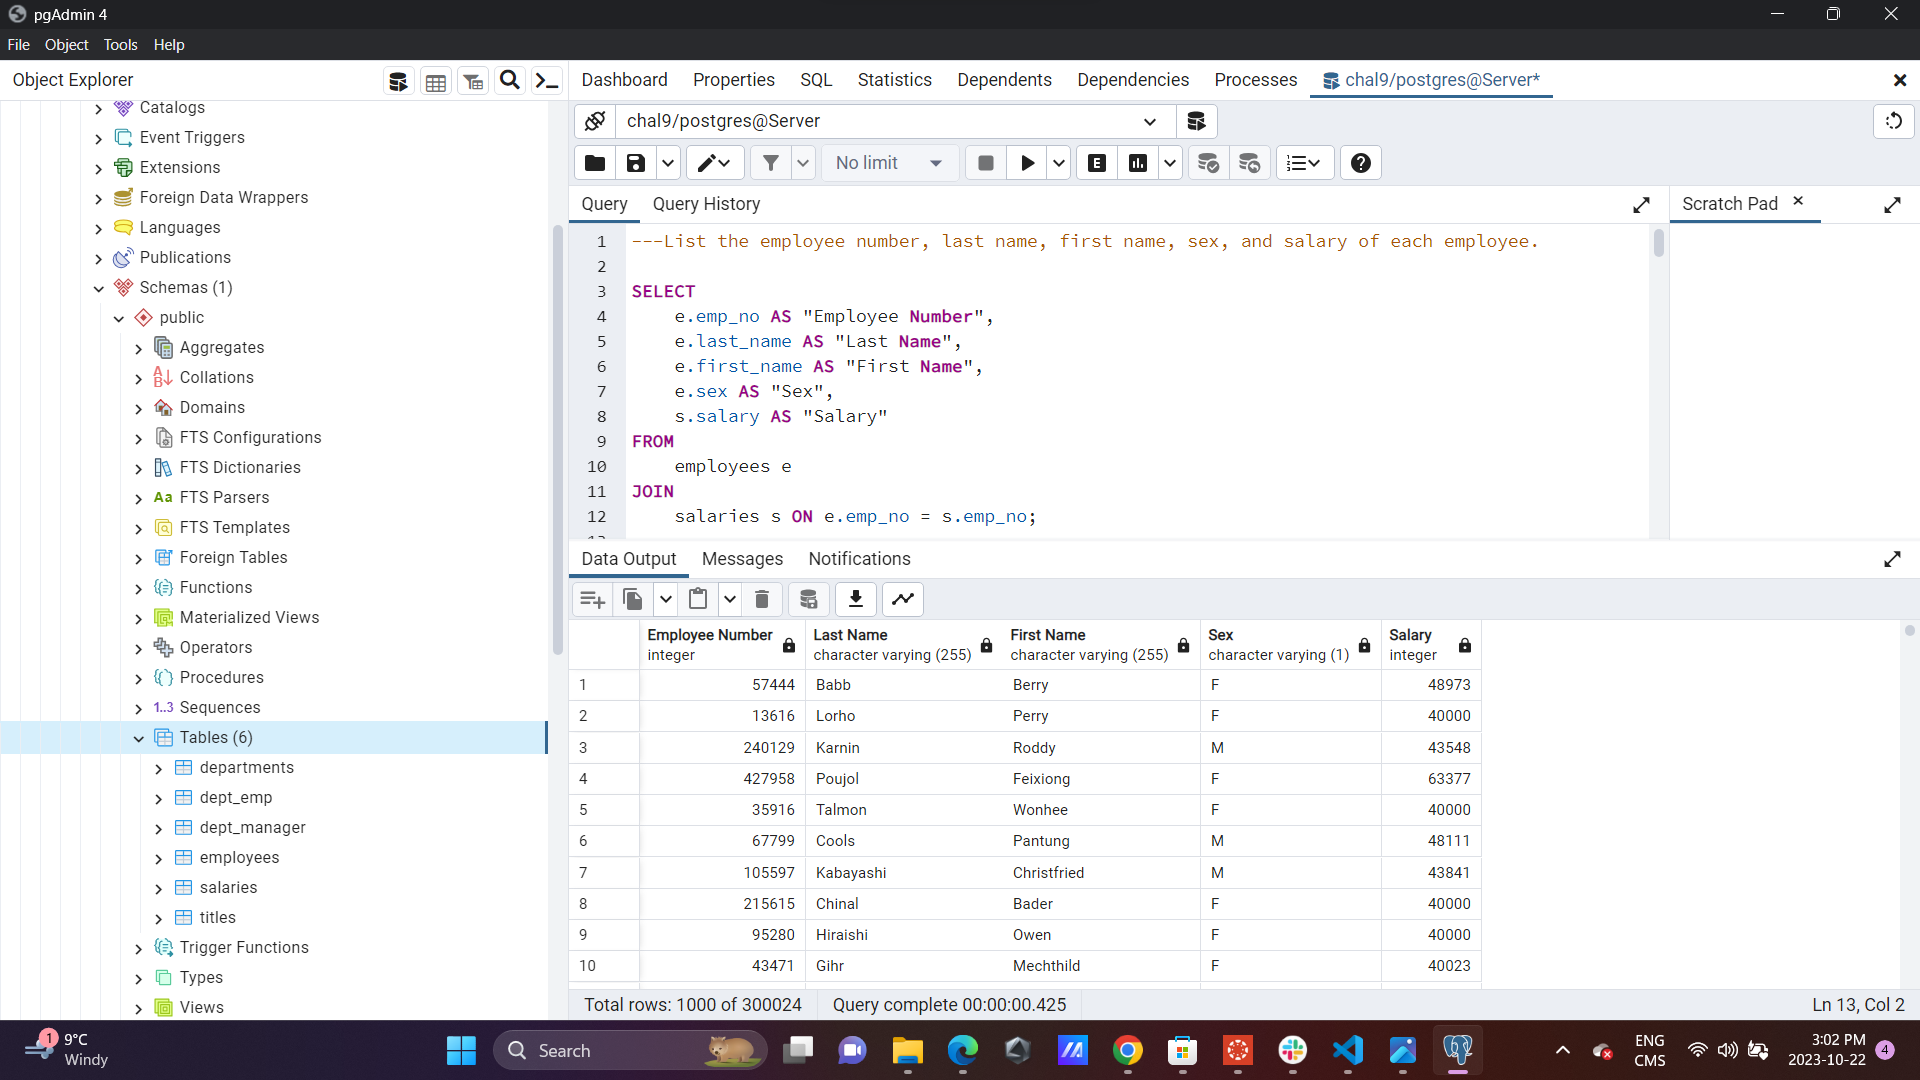 pgAdmin 4
File Object Tools Help
Object Explorer
Dashboard Properties SQL Statistics Dependents Dependencies Processes chal9/postgres@Server*
Catalogs
Event Triggers
Extensions
Foreign Data Wrappers
Languages
Publications
Schemas (1)
public
Aggregates
Collations
Domains
FTS Configurations
FTS Dictionaries
Aa FTS Parsers
FTS Templates
Foreign Tables
Functions
Materialized Views
Operators
Procedures
1..3 Sequences
Tables (6)
departments
dept_emp
dept_manager
employees
salaries
titles
Trigger Functions
Types
Views
chal9/postgres@Server
No limit
E
Query Query History
Scratch Pad
1 ---List the employee number, last name, first name, sex, and salary of each employee.
2
3 SELECT
4 e.emp_no AS "Employee Number",
5 e.last_name AS "Last Name",
6 e.first_name AS "First Name",
7 e.sex AS "Sex",
8 s.salary AS "Salary"
9 FROM
10 employees e
11 JOIN
12 salaries s ON e.emp_no = s.emp_no;
Data Output Messages Notifications
Employee Number Last Name First Name Sex Salary
integer character varying (255) character varying (255) character varying (1) integer
1 57444 Babb Berry F 48973
2 13616 Lorho Perry F 40000
3 240129 Karnin Roddy M 43548
4 427958 Poujol Feixiong F 63377
5 35916 Talmon Wonhee F 40000
6 67799 Cools Pantung M 48111
7 105597 Kabayashi Christfried M 43841
8 215615 Chinal Bader F 40000
9 95280 Hiraishi Owen F 40000
10 43471 Gihr Mechthild F 40023
Total rows: 1000 of 300024 Query complete 00:00:00.425 Ln 13, Col 2
1 9°C
Windy
Search
ENG
CMS
3:02 PM
2023-10-22
4